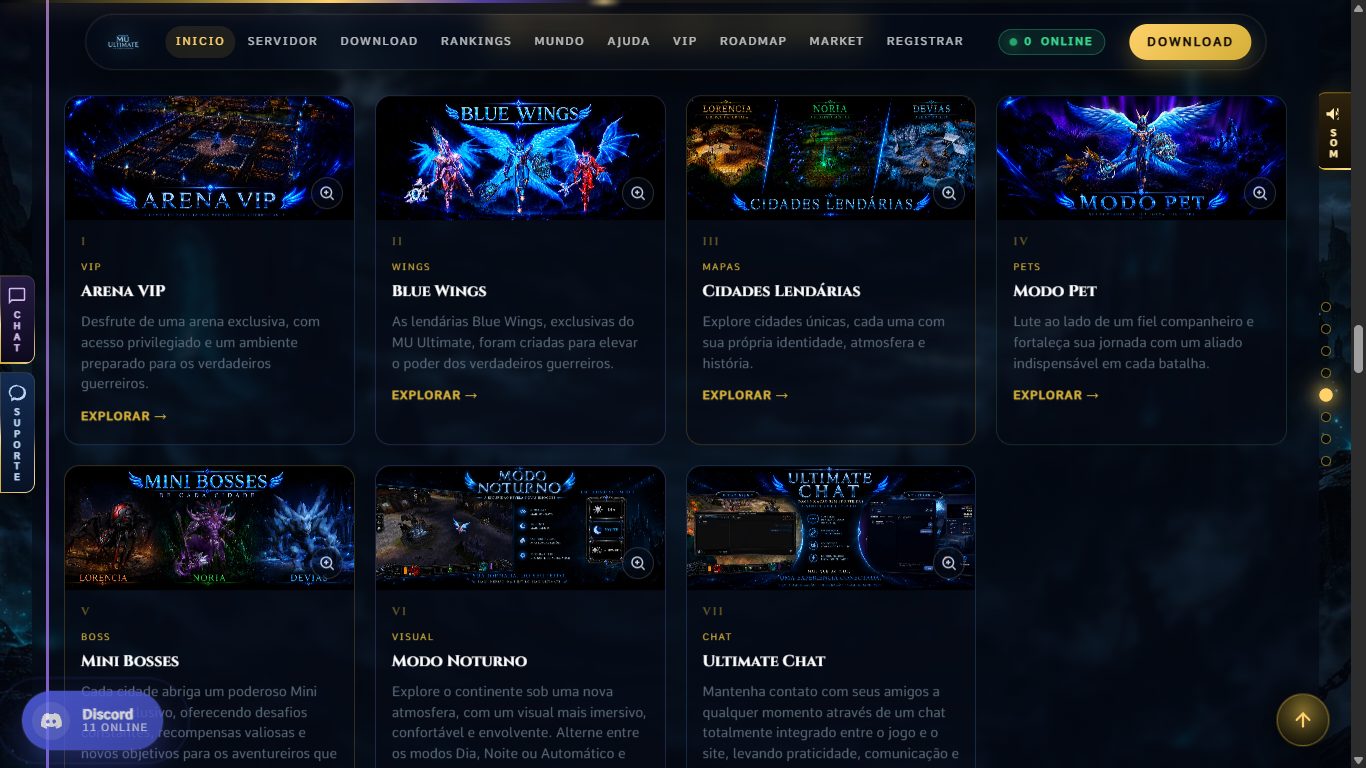 MU
ULTIMATE
INICIO
SERVIDOR
DOWNLOAD
RANKINGS
MUNDO
AJUDA
VIP
ROADMAP
MARKET
REGISTRAR
0 ONLINE
DOWNLOAD
ARENA VIP
BLUE WINGS
LORENCIA
NORIA
DEVIAS
CIDADES LENDÁRIAS
MODO PET
SOM
I
VIP
ARENA VIP
Desfrute de uma arena exclusiva, com
acesso privilegiado e um ambiente
preparado para os verdadeiros
guerreiros.
EXPLORAR →
II
WINGS
BLUE WINGS
As lendárias Blue Wings, exclusivas do
MU Ultimate, foram criadas para elevar
o poder dos verdadeiros guerreiros.
EXPLORAR →
III
MAPAS
CIDADES LENDÁRIAS
Explore cidades únicas, cada uma com
sua própria identidade, atmosfera e
história.
EXPLORAR →
IV
PETS
MODO PET
Lute ao lado de um fiel companheiro e
fortaleça sua jornada com um aliado
indispensável em cada batalha.
EXPLORAR →
CHAT
SUPORTE
MINI BOSSES
DE CADA CIDADE
LORENCIA
NORIA
DEVIAS
MODO
NOTURNO
ULTIMATE
CHAT
V
BOSS
MINI BOSSES
Cada cidade abriga um poderoso Mini
oferecendo desafios
recompensas valiosas e
novos objetivos para os aventureiros que
VI
VISUAL
MODO NOTURNO
Explore o continente sob uma nova
atmosfera, com um visual mais imersivo,
confortável e envolvente. Alterne entre
os modos Dia, Noite ou Automático e
VII
CHAT
ULTIMATE CHAT
Mantenha contato com seus amigos a
qualquer momento através de um chat
totalmente integrado entre o jogo e o
site, levando praticidade, comunicação e
Discord
11 ONLINE